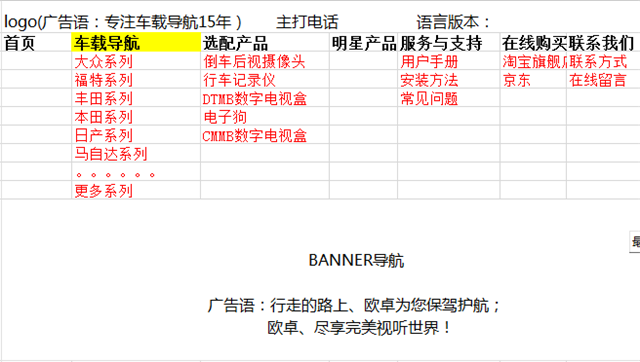 logo(广告语：专注车载导航15年 ) 主打电话 语言版本：
首页 车载导航 选配产品 明星产品 服务与支持 在线购买 联系我们
大众系列 倒车后视摄像头 用户手册 淘宝旗舰 联系方式
福特系列 行车记录仪 安装方法 京东 在线留言
丰田系列 DTMB数字电视盒 常见问题
本田系列 电子狗
日产系列 CMMB数字电视盒
马自达系列
。。。。。。
更多系列
BANNER导航
广告语：行走的路上、欧卓为您保驾护航；
欧卓、尽享完美视听世界！